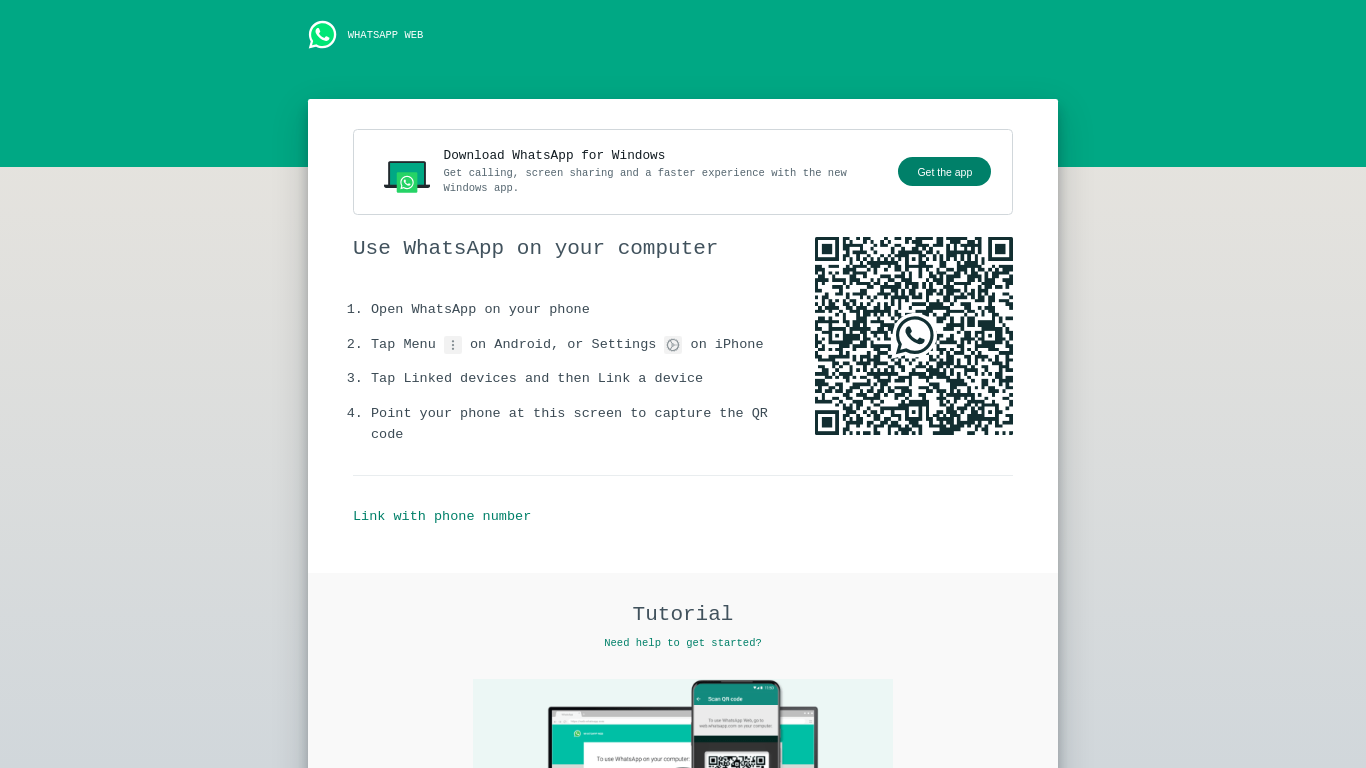 WHATSAPP WEB
Download WhatsApp for Windows
Get calling, screen sharing and a faster experience with the new
Windows app.
Get the app
Use WhatsApp on your computer
1. Open WhatsApp on your phone
2. Tap Menu on Android, or Settings on iPhone
3. Tap Linked devices and then Link a device
4. Point your phone at this screen to capture the QR
code
Link with phone number
Tutorial
Need help to get started?
Scan QR code
To use WhatsApp Web, go to
web.whatsapp.com on your computer
To use WhatsApp on your computer: